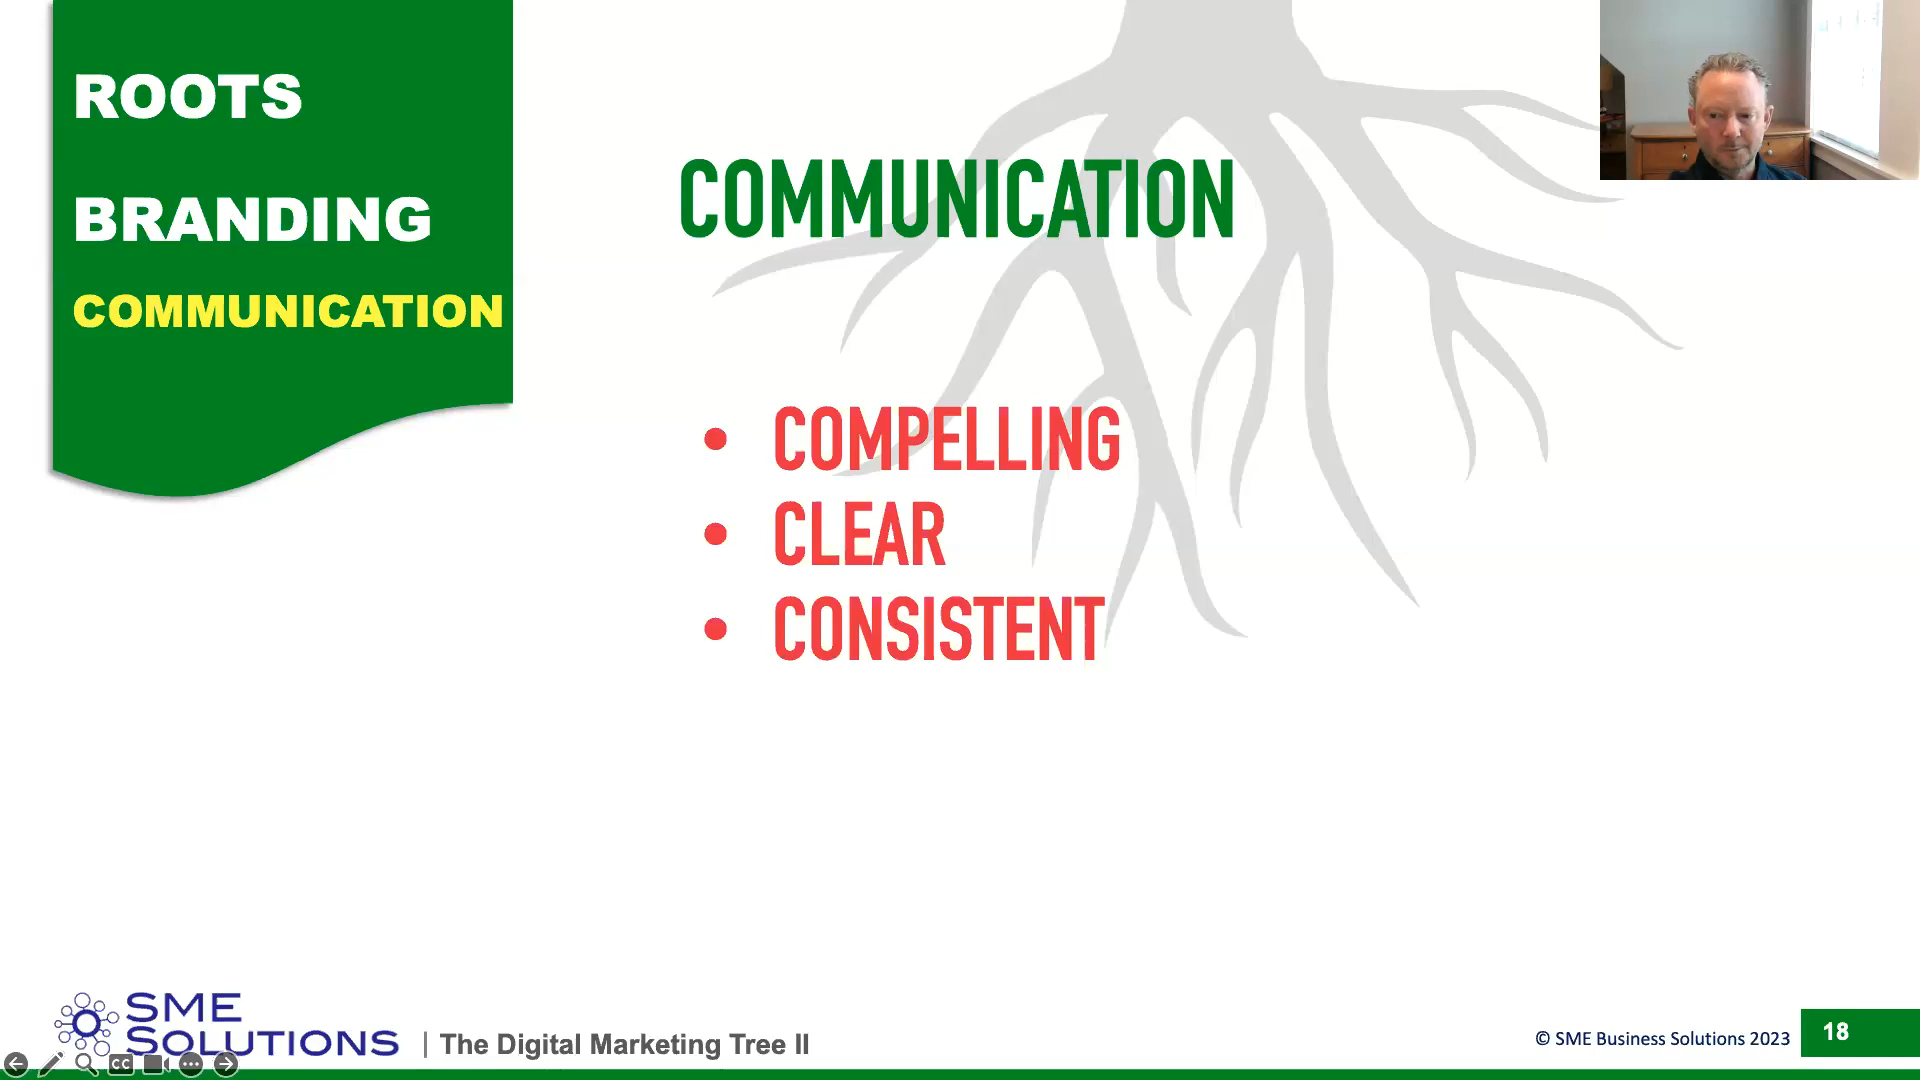 ROOTS
BRANDING
COMMUNICATION
COMMUNICATION
• COMPELLING
• CLEAR
• CONSISTENT
SME
SOLUTIONS
| The Digital Marketing Tree II
© SME Business Solutions 2023
18
CC